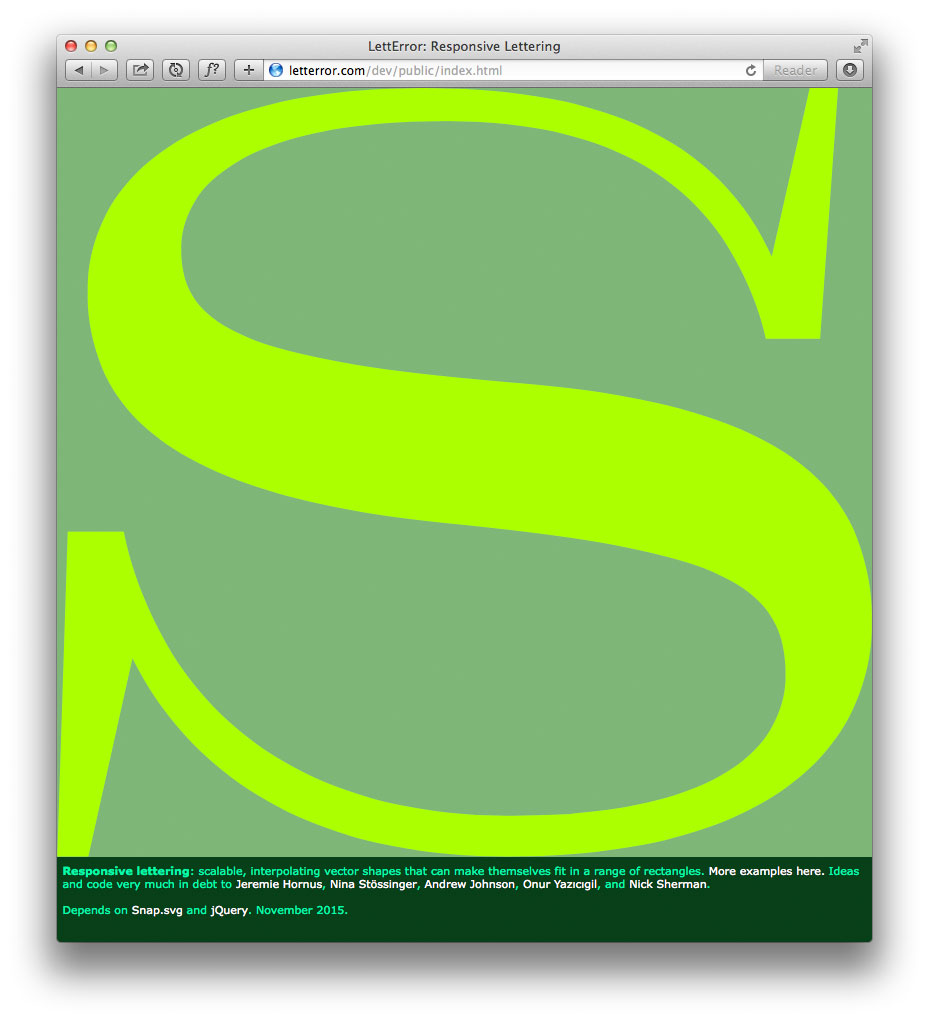 LettError: Responsive Lettering
ƒ?
letterror.com/dev/public/index.html
Reader
S
Responsive lettering: scalable, interpolating vector shapes that can make themselves fit in a range of rectangles. More examples here. Ideas
and code very much in debt to Jeremie Hornus, Nina Stössinger, Andrew Johnson, Onur Yazıcıgil, and Nick Sherman.
Depends on Snap.svg and jQuery. November 2015.